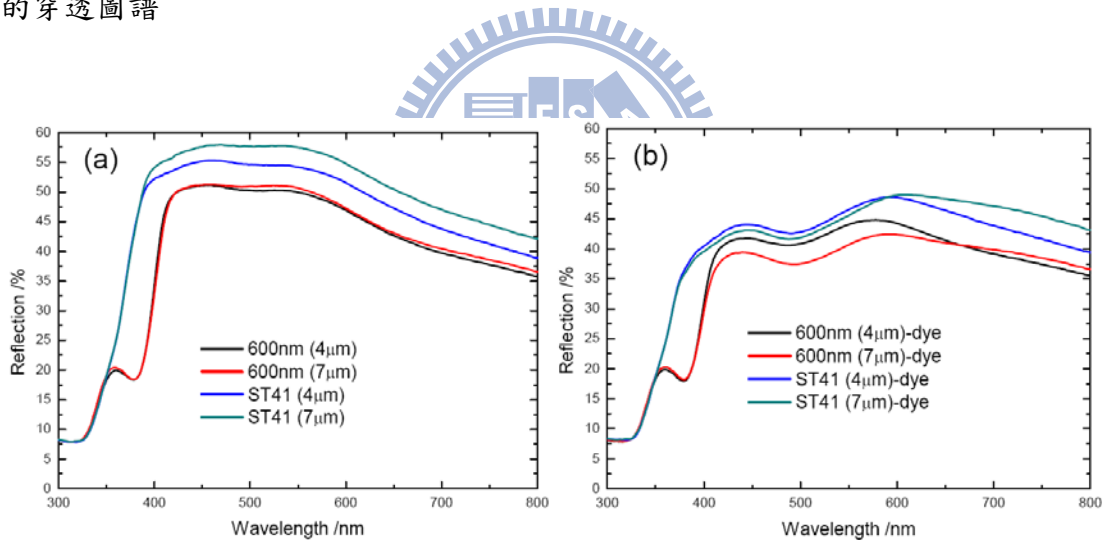 的穿透圖譜
ES
(a)
60
55
50
45
40
35
30
25
20
15
10
5
0
Reflection /%
600nm (4μm)
600nm (7μm)
ST41 (4μm)
ST41 (7μm)
300 400 500 600 700 800
Wavelength /nm
(b)
60
55
50
45
40
35
30
25
20
15
10
5
0
Reflection /%
600nm (4μm)-dye
600nm (7μm)-dye
ST41 (4μm)-dye
ST41 (7μm)-dye
300 400 500 600 700 800
Wavelength /nm